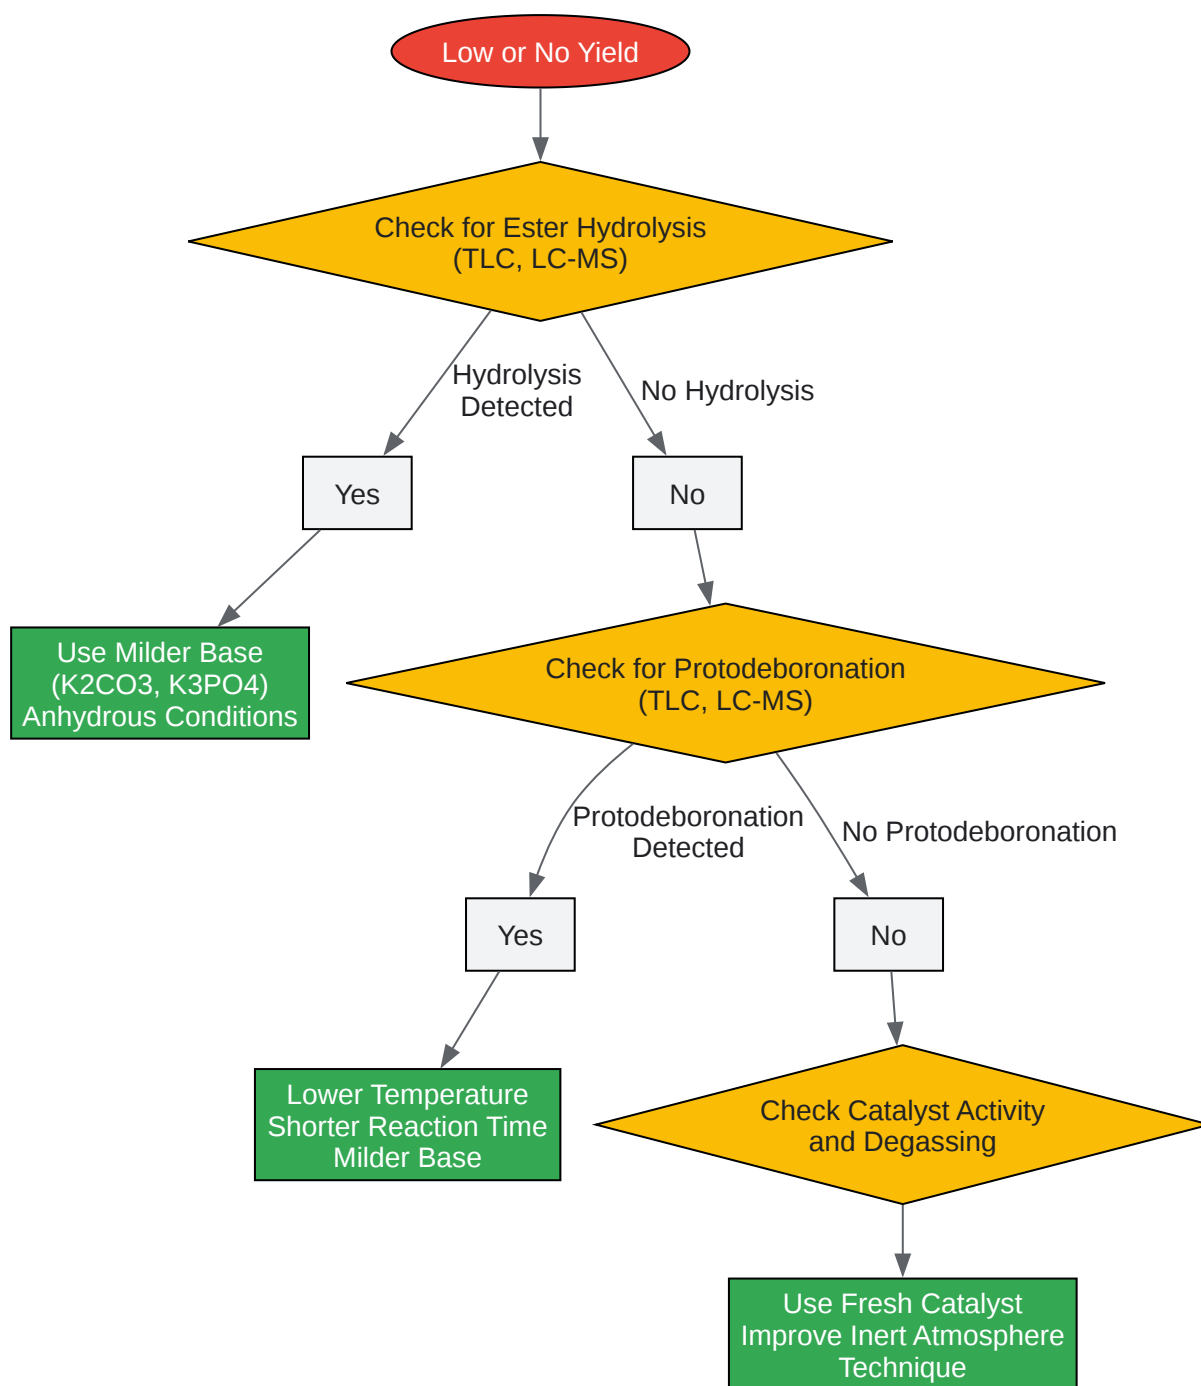 Low or No Yield
Check for Ester Hydrolysis
(TLC, LC-MS)
Hydrolysis
Detected
No Hydrolysis
Yes
No
Use Milder Base
(K2CO3, K3PO4)
Anhydrous Conditions
Check for Protodeboronation
(TLC, LC-MS)
Protodeboronation
Detected
No Protodeboronation
Yes
No
Lower Temperature
Shorter Reaction Time
Milder Base
Check Catalyst Activity
and Degassing
Use Fresh Catalyst
Improve Inert Atmosphere
Technique